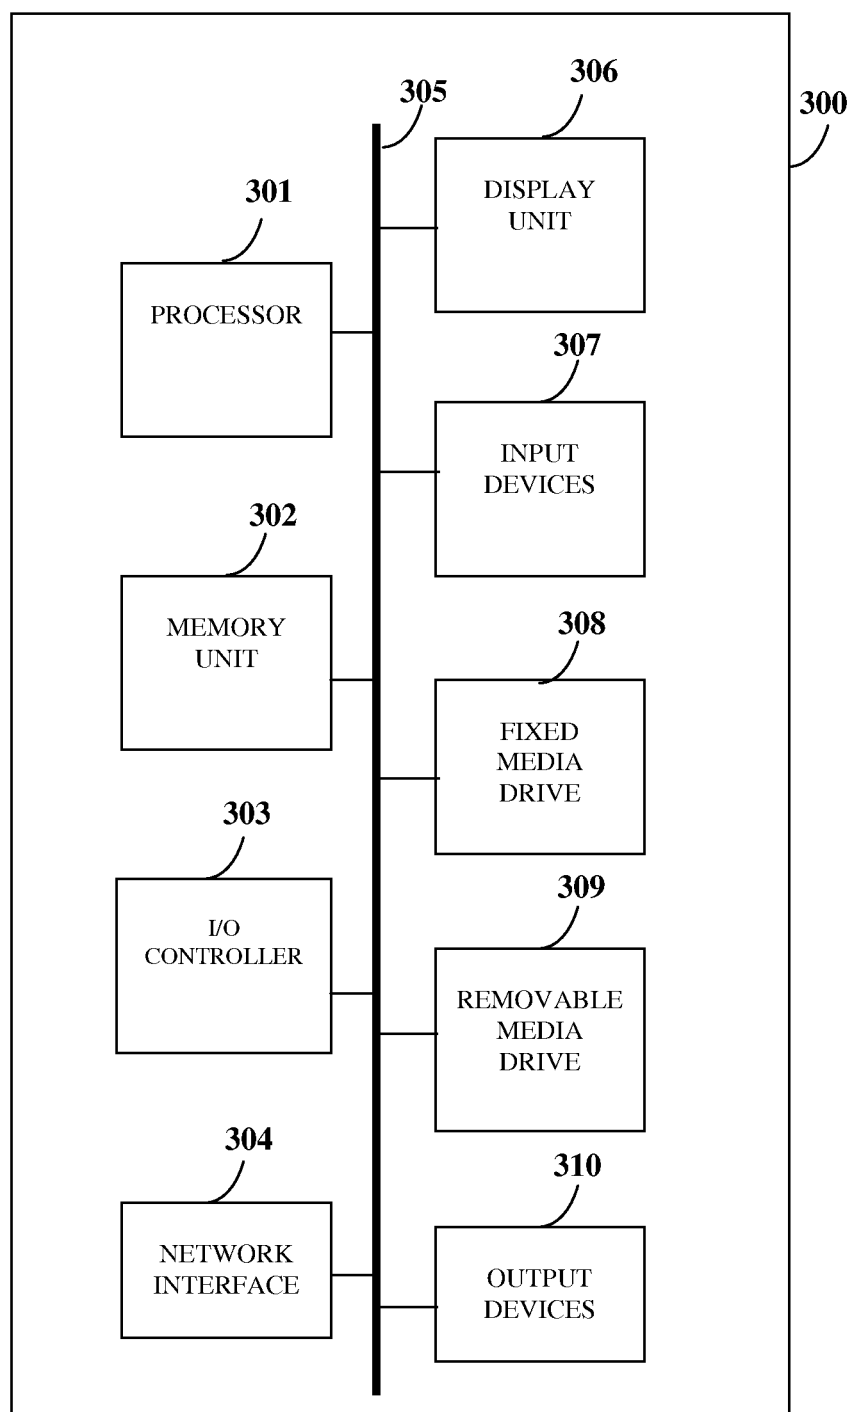 305
306
300
301
DISPLAY
UNIT
PROCESSOR
307
INPUT
DEVICES
302
MEMORY
UNIT
308
FIXED
MEDIA
DRIVE
303
I/O
CONTROLLER
309
REMOVABLE
MEDIA
DRIVE
304
NETWORK
INTERFACE
310
OUTPUT
DEVICES